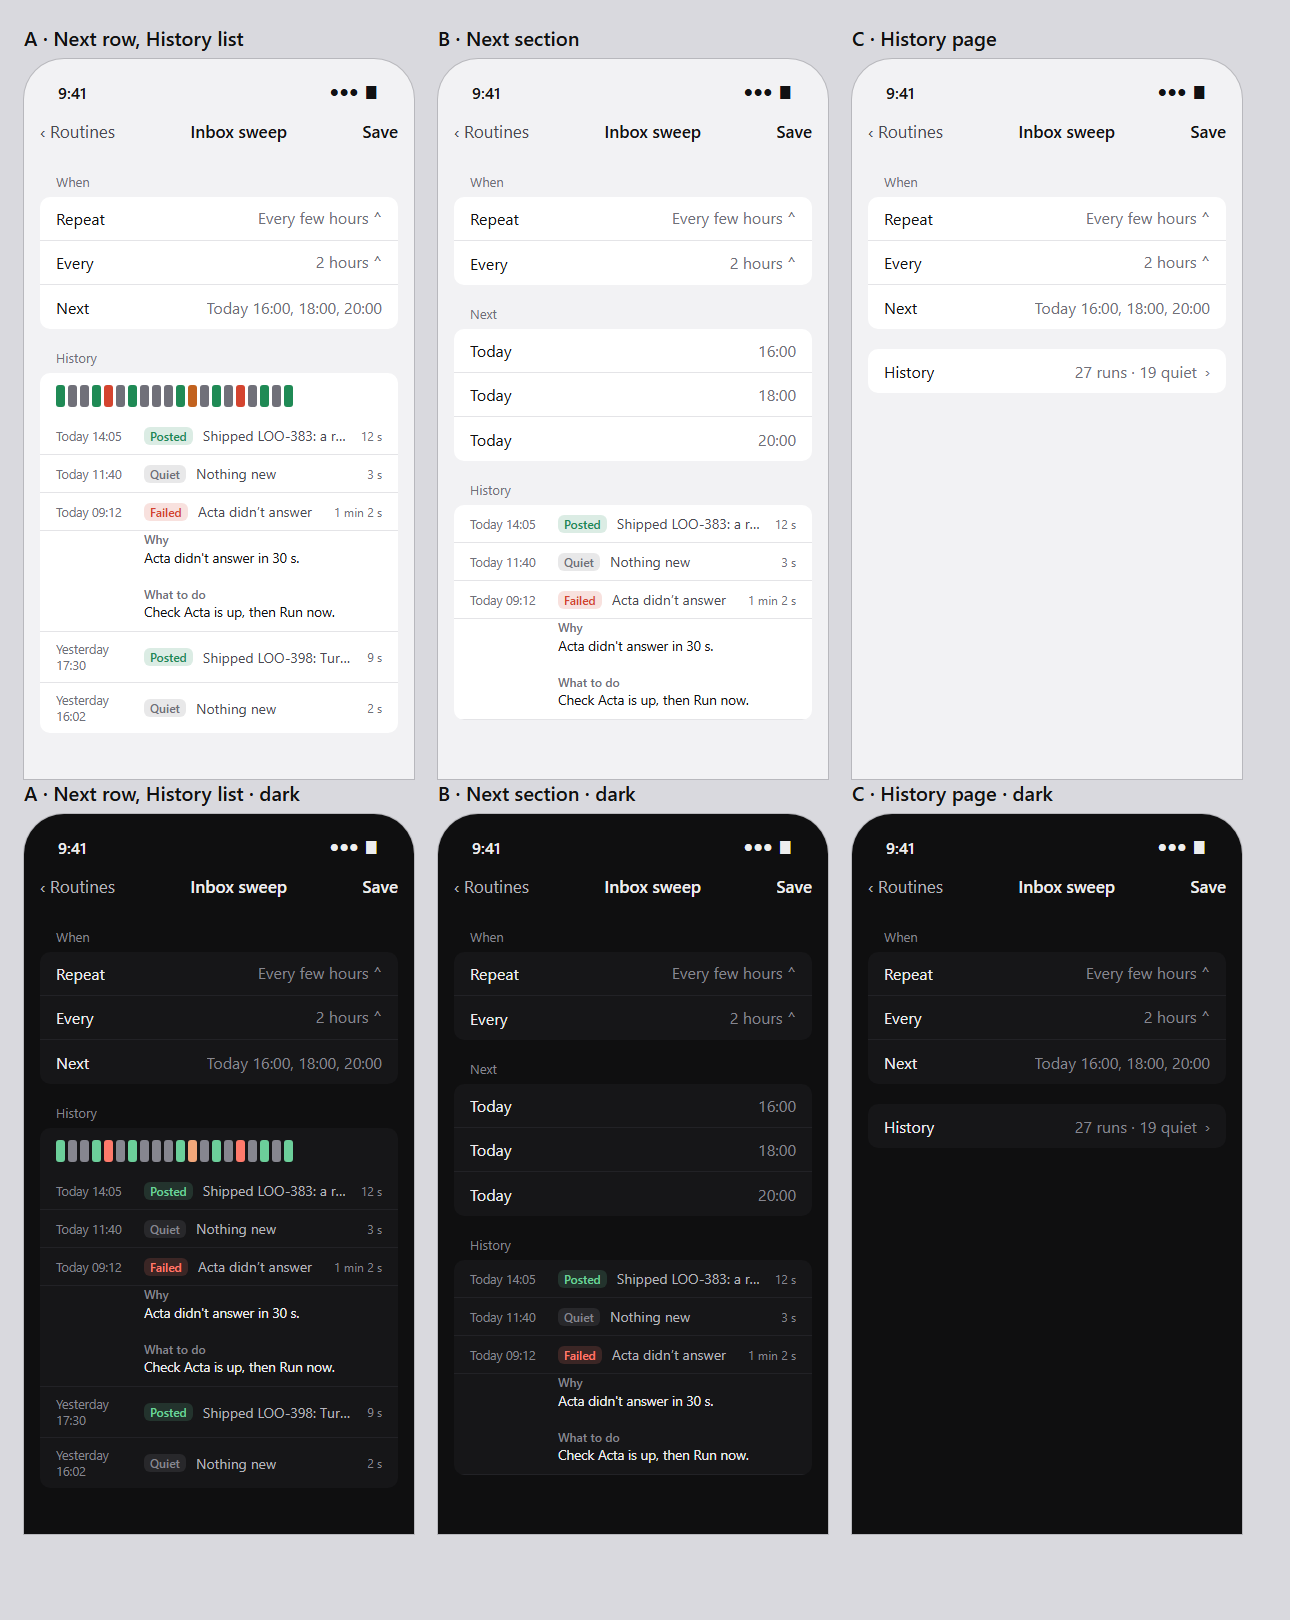 A · Next row, History list
9:41
‹ Routines Inbox sweep Save
When
Repeat Every few hours ^
Every 2 hours ^
Next Today 16:00, 18:00, 20:00
History
Today 14:05 Posted Shipped LOO-383: a r... 12 s
Today 11:40 Quiet Nothing new 3 s
Today 09:12 Failed Acta didn't answer 1 min 2 s
Why
Acta didn't answer in 30 s.
What to do
Check Acta is up, then Run now.
Yesterday
17:30 Posted Shipped LOO-398: Tur... 9 s
Yesterday
16:02 Quiet Nothing new 2 s
B · Next section
9:41
‹ Routines Inbox sweep Save
When
Repeat Every few hours ^
Every 2 hours ^
Next
Today 16:00
Today 18:00
Today 20:00
History
Today 14:05 Posted Shipped LOO-383: a r... 12 s
Today 11:40 Quiet Nothing new 3 s
Today 09:12 Failed Acta didn't answer 1 min 2 s
Why
Acta didn't answer in 30 s.
What to do
Check Acta is up, then Run now.
C · History page
9:41
‹ Routines Inbox sweep Save
When
Repeat Every few hours ^
Every 2 hours ^
Next Today 16:00, 18:00, 20:00
History 27 runs · 19 quiet ›
A · Next row, History list · dark
9:41
‹ Routines Inbox sweep Save
When
Repeat Every few hours ^
Every 2 hours ^
Next Today 16:00, 18:00, 20:00
History
Today 14:05 Posted Shipped LOO-383: a r... 12 s
Today 11:40 Quiet Nothing new 3 s
Today 09:12 Failed Acta didn't answer 1 min 2 s
Why
Acta didn't answer in 30 s.
What to do
Check Acta is up, then Run now.
Yesterday
17:30 Posted Shipped LOO-398: Tur... 9 s
Yesterday
16:02 Quiet Nothing new 2 s
B · Next section · dark
9:41
‹ Routines Inbox sweep Save
When
Repeat Every few hours ^
Every 2 hours ^
Next
Today 16:00
Today 18:00
Today 20:00
History
Today 14:05 Posted Shipped LOO-383: a r... 12 s
Today 11:40 Quiet Nothing new 3 s
Today 09:12 Failed Acta didn't answer 1 min 2 s
Why
Acta didn't answer in 30 s.
What to do
Check Acta is up, then Run now.
C · History page · dark
9:41
‹ Routines Inbox sweep Save
When
Repeat Every few hours ^
Every 2 hours ^
Next Today 16:00, 18:00, 20:00
History 27 runs · 19 quiet ›